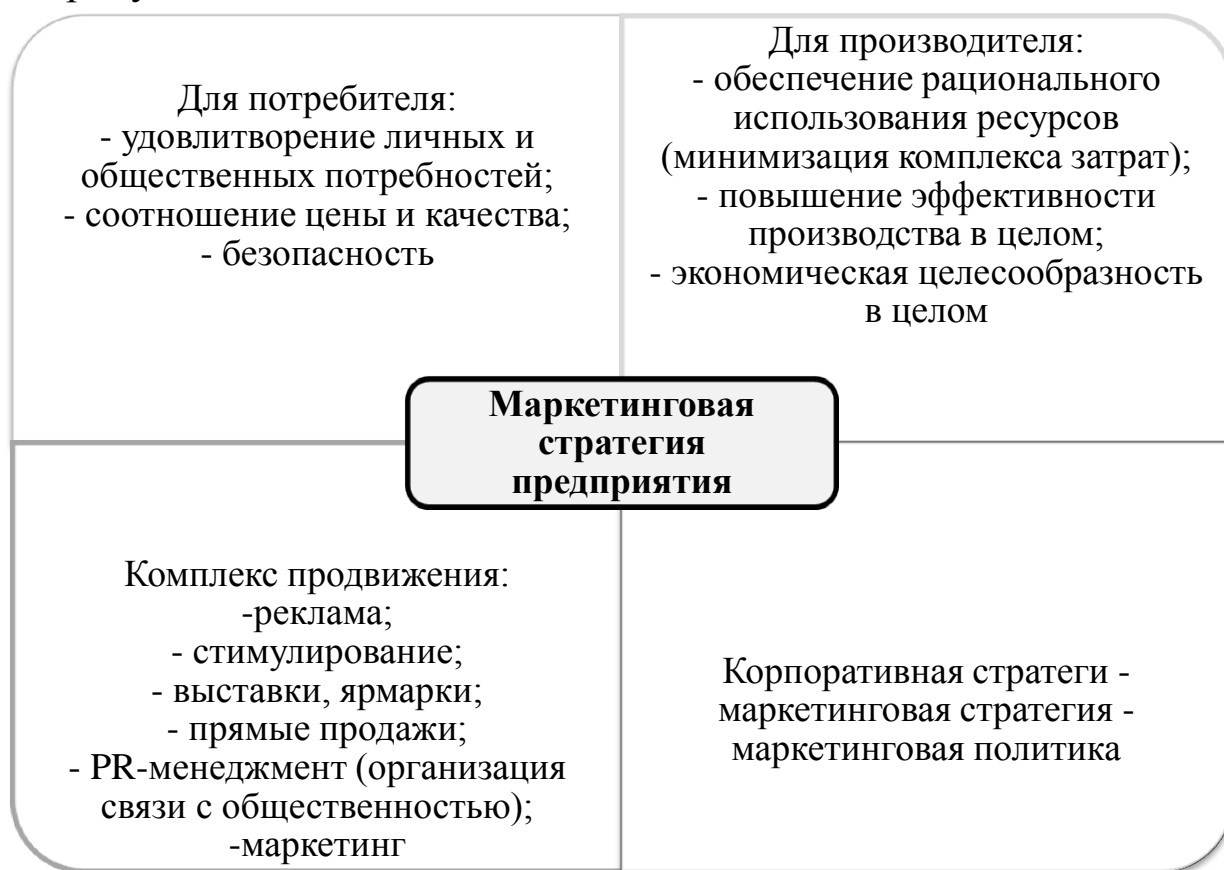 Для потребителя:
- удовлитворение личных и
общественных потребностей;
- соотношение цены и качества;
- безопасность
Для производителя:
- обеспечение рационального
использования ресурсов
(минимизация комплекса затрат);
- повышение эффективности
производства в целом;
- экономическая целесообразность
в целом
Маркетинговая
стратегия
предприятия
Комплекс продвижения:
-реклама;
- стимулирование;
- выставки, ярмарки;
- прямые продажи;
- PR-менеджмент (организация
связи с общественностью);
-маркетинг
Корпоративная стратеги -
маркетинговая стратегия -
маркетинговая политика